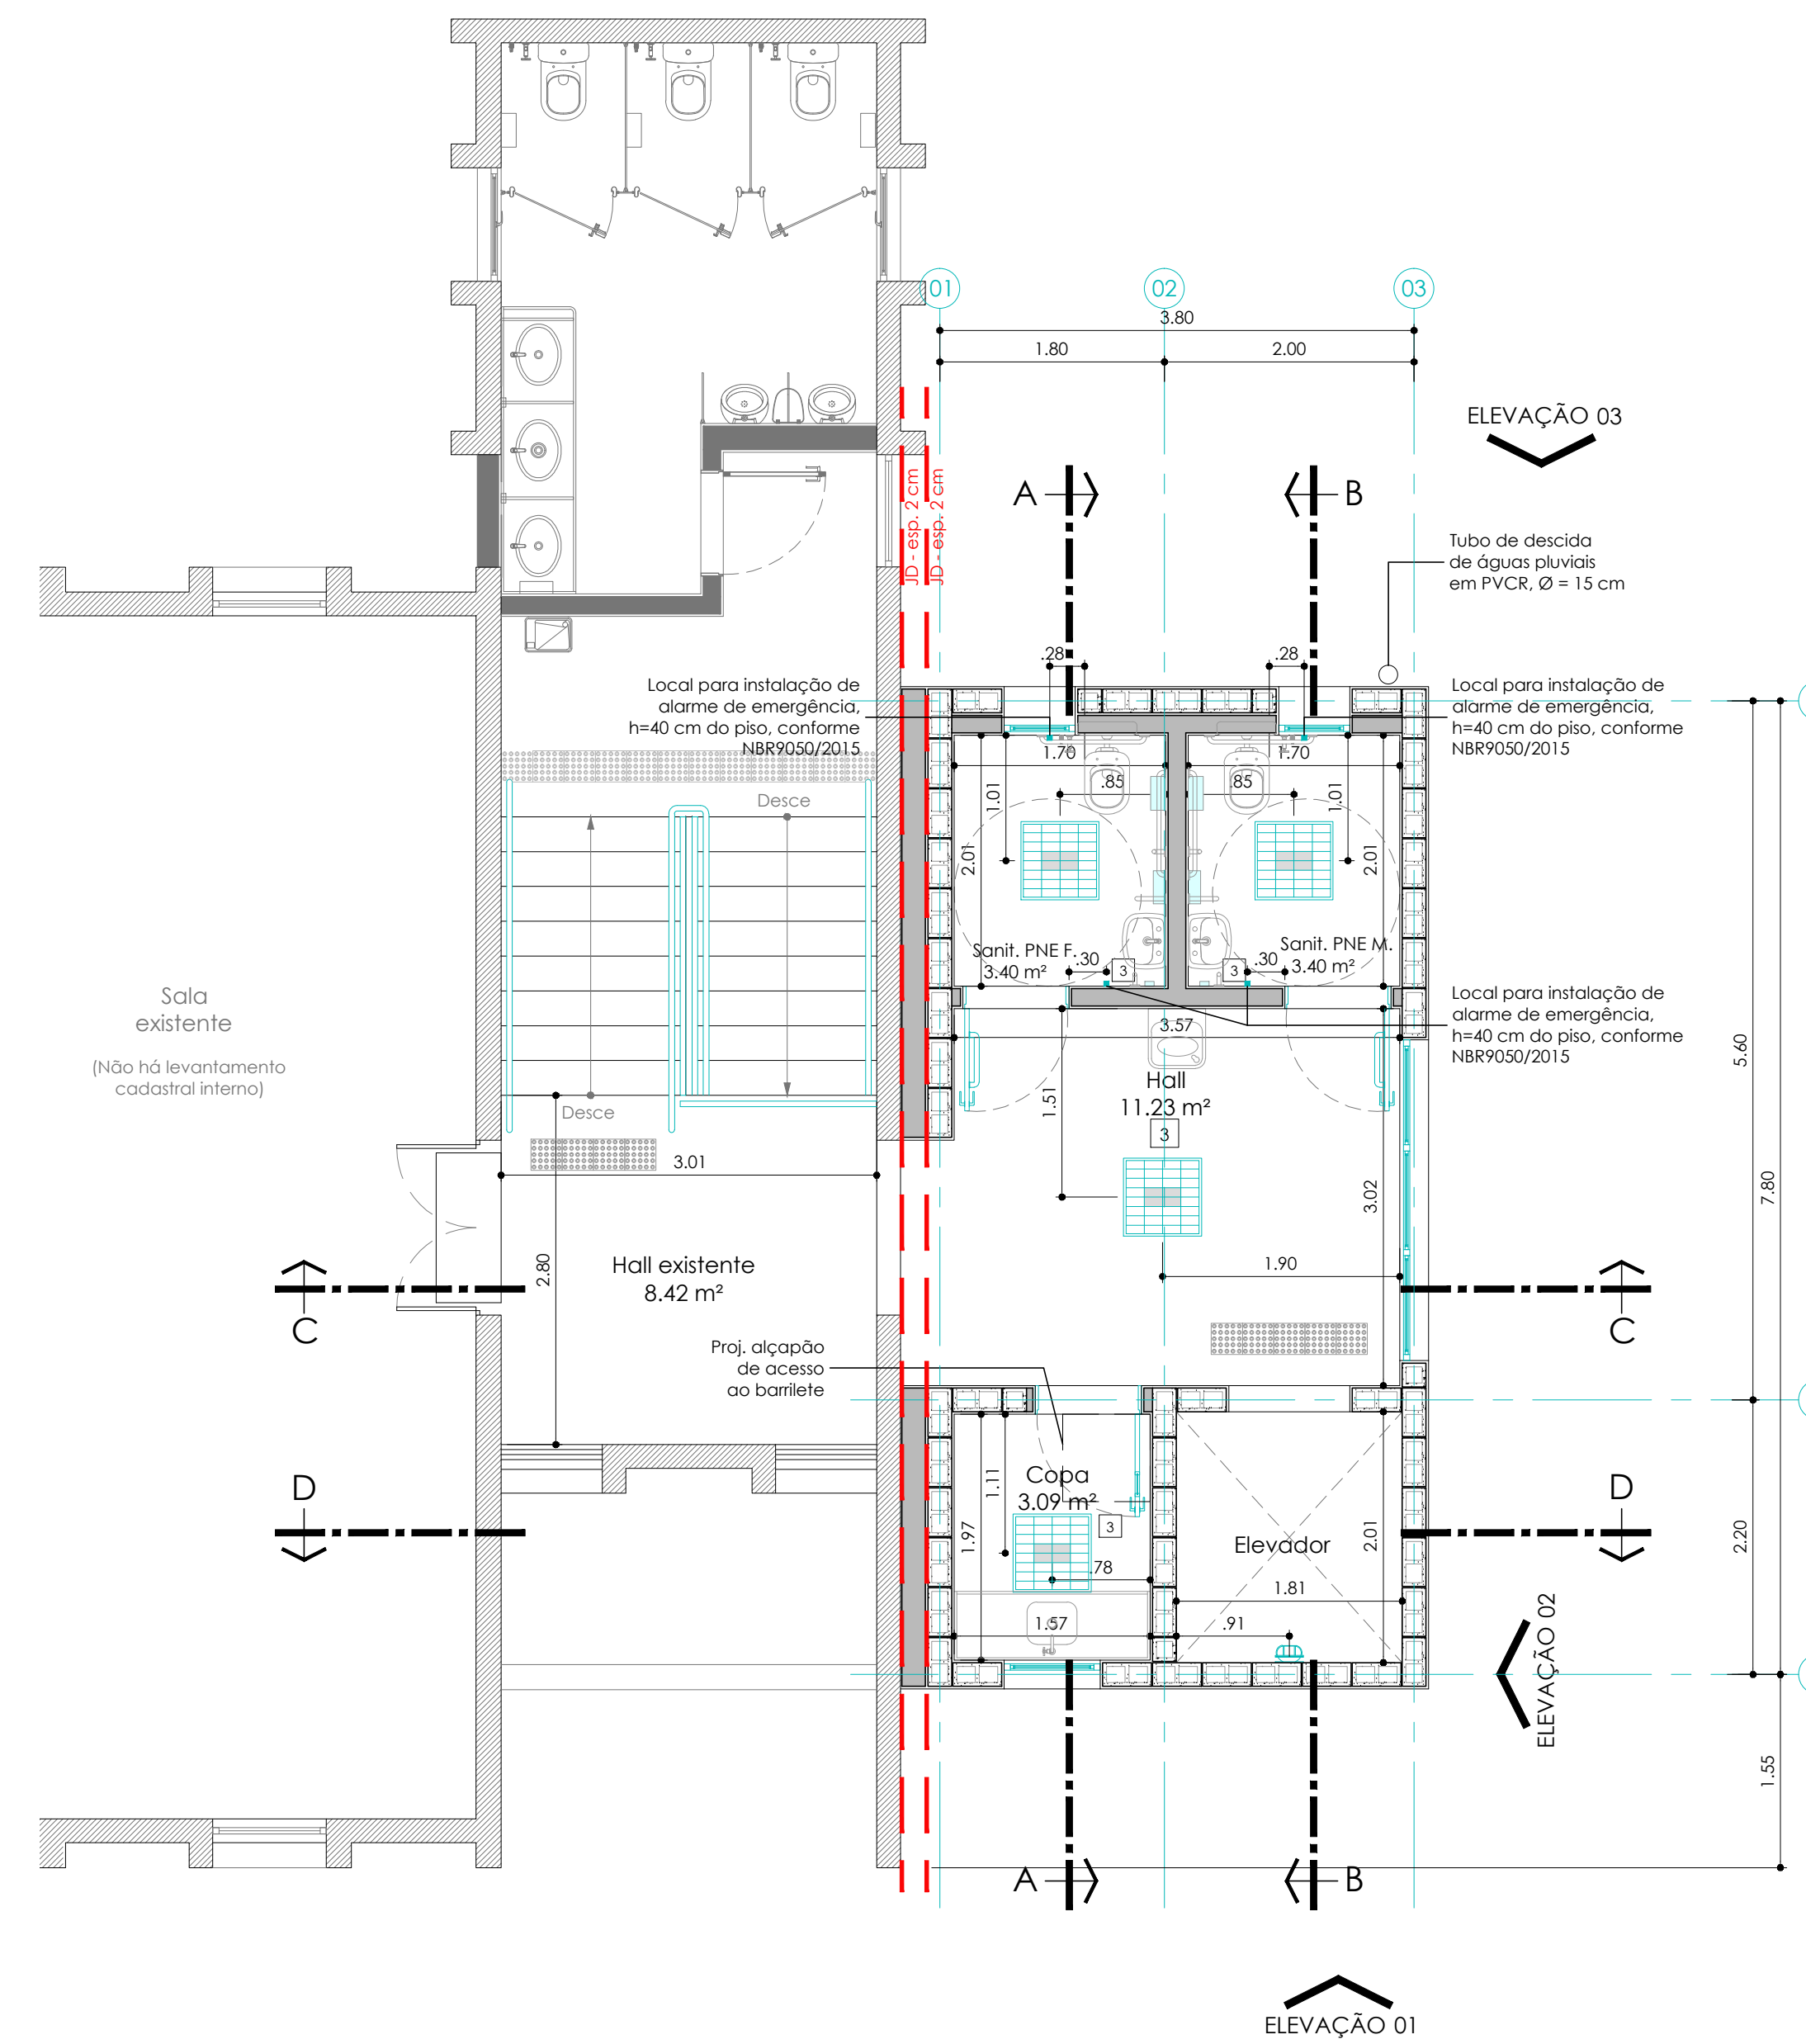 01
02
03
3.80
1.80
2.00
ELEVAÇÃO 03
A
B
JD - esp. 2 cm
JD - esp. 2 cm
Tubo de descida
de águas pluviais
em PVCR, Ø = 15 cm
.28
.28
Local para instalação de
alarme de emergência,
h=40 cm do piso, conforme
NBR9050/2015
Local para instalação de
alarme de emergência,
h=40 cm do piso, conforme
NBR9050/2015
1.70
1.70
.85
.85
1.01
1.01
2.01
2.01
Desce
Sanit. PNE F.
3.40 m²
.30
3
Sanit. PNE M.
3.40 m²
.30
3
Sala
existente
(Não há levantamento
cadastral interno)
Local para instalação de
alarme de emergência,
h=40 cm do piso, conforme
NBR9050/2015
3.57
Hall
11.23 m²
3
1.51
5.60
7.80
Desce
3.01
3.02
2.80
Hall existente
8.42 m²
1.90
C
C
Proj. alçapão
de acesso
ao barrilete
D
D
Copa
3.09 m²
3
1.11
1.97
.78
1.57
Elevador
2.01
1.81
.91
2.20
ELEVAÇÃO 02
1.55
A
B
ELEVAÇÃO 01